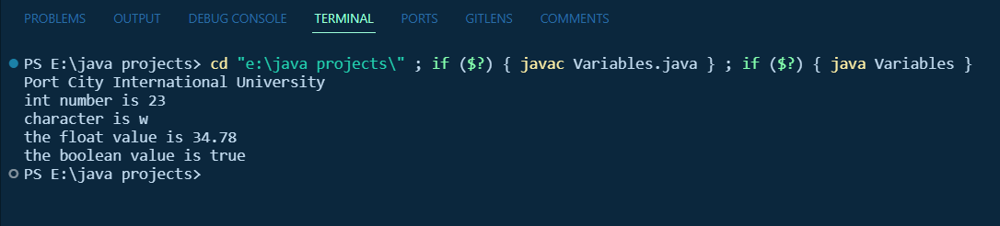 PROBLEMS OUTPUT DEBUG CONSOLE TERMINAL PORTS GITLENS COMMENTS
PS E:\java projects> cd "e:\java projects\" ; if ($?) { javac Variables.java } ; if ($?) { java Variables }
Port City International University
int number is 23
character is w
the float value is 34.78
the boolean value is true
PS E:\java projects>